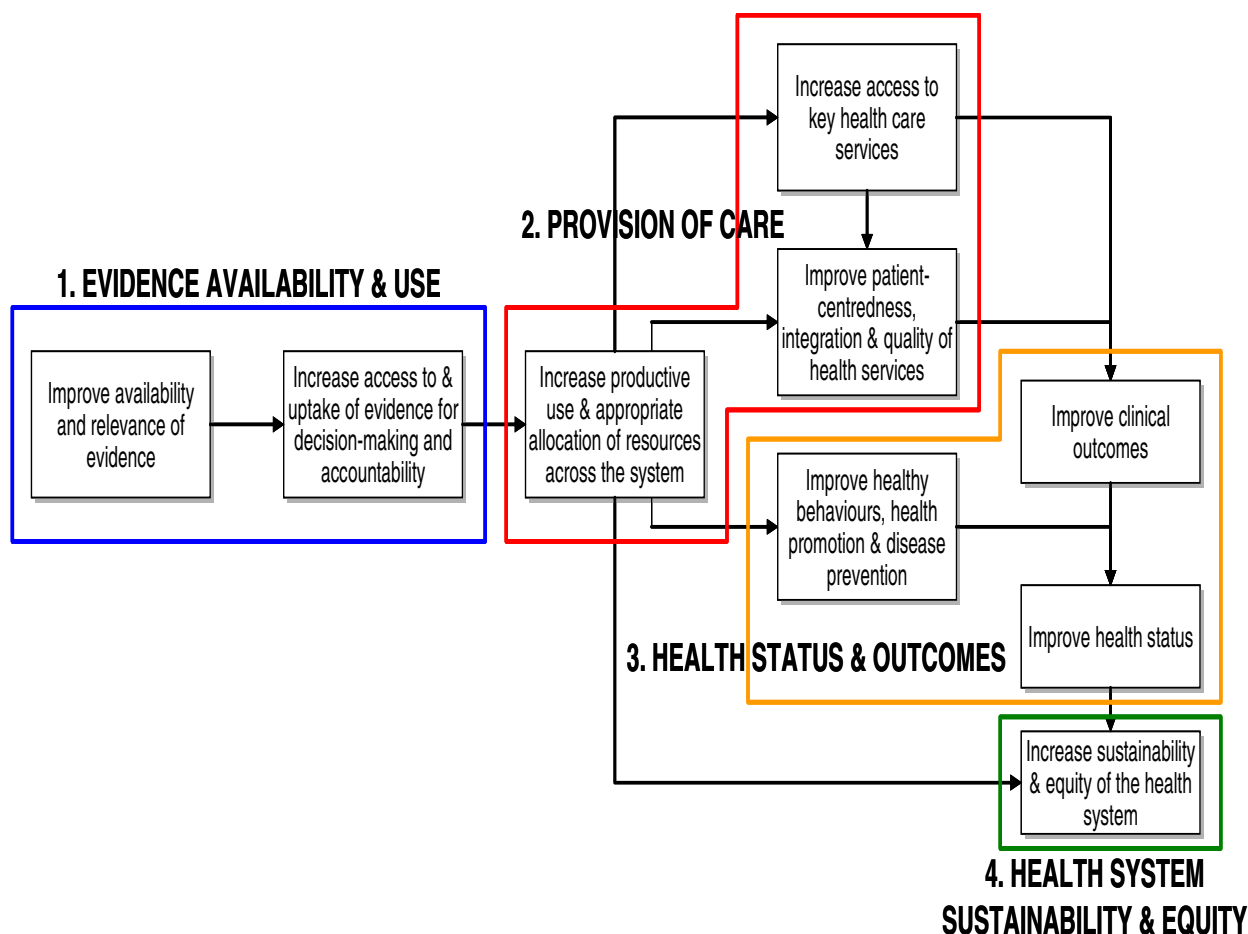 Increase access to
key health care
services
2. PROVISION OF CARE
1. EVIDENCE AVAILABILITY & USE
Improve patient-
centredness,
integration & quality of
health services
Improve availability
and relevance of
evidence
Increase access to &
uptake of evidence for
decision-making and
accountability
Increase productive
use & appropriate
allocation of resources
across the system
Improve clinical
outcomes
Improve healthy
behaviours, health
promotion & disease
prevention
3. HEALTH STATUS & OUTCOMES
Improve health status
Increase sustainability
& equity of the health
system
4. HEALTH SYSTEM
SUSTAINABILITY & EQUITY